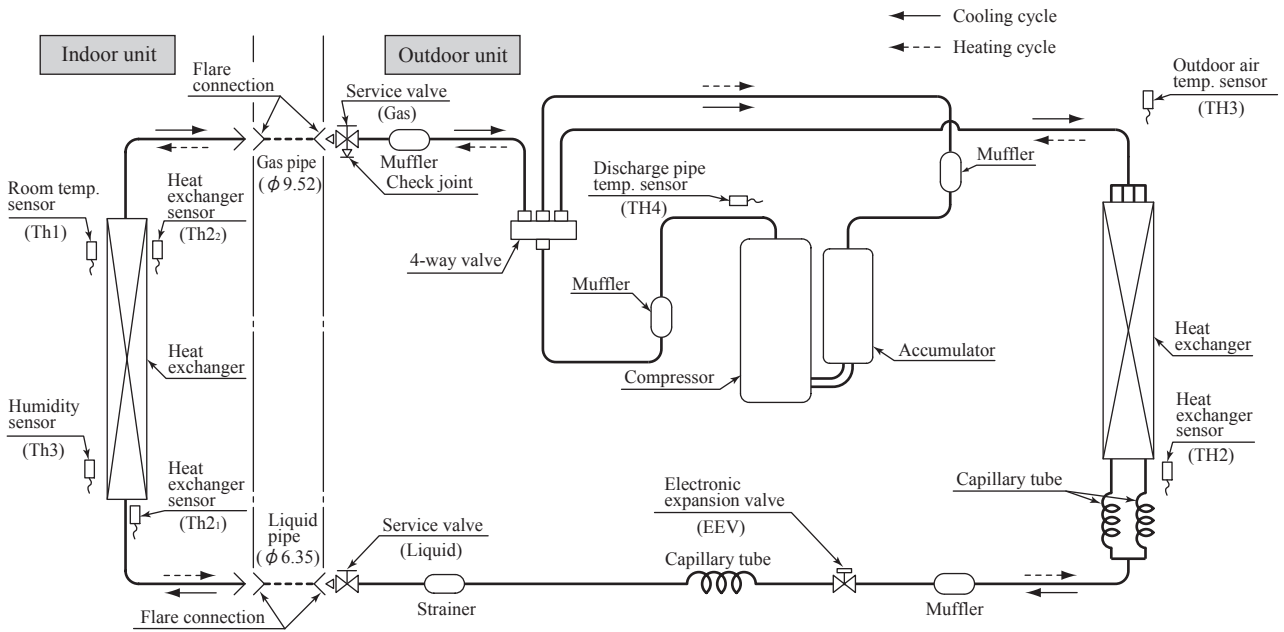 Cooling cycle
Heating cycle
Indoor unit
Outdoor unit
Flare
connection
Service valve
(Gas)
Outdoor air
temp. sensor
(TH3)
Gas pipe
(ϕ9.52)
Muffler
Check joint
Discharge pipe
temp. sensor
(TH4)
Muffler
Room temp.
sensor
(Th1)
Heat
exchanger
sensor
(Th2₂)
4-way valve
Muffler
Heat
exchanger
Compressor
Accumulator
Heat
exchanger
Humidity
sensor
(Th3)
Heat
exchanger
sensor
(TH2)
Heat
exchanger
sensor
(Th2₁)
Liquid
pipe
(ϕ6.35)
Service valve
(Liquid)
Electronic
expansion valve
(EEV)
Capillary tube
Capillary tube
Flare connection
Strainer
Muffler